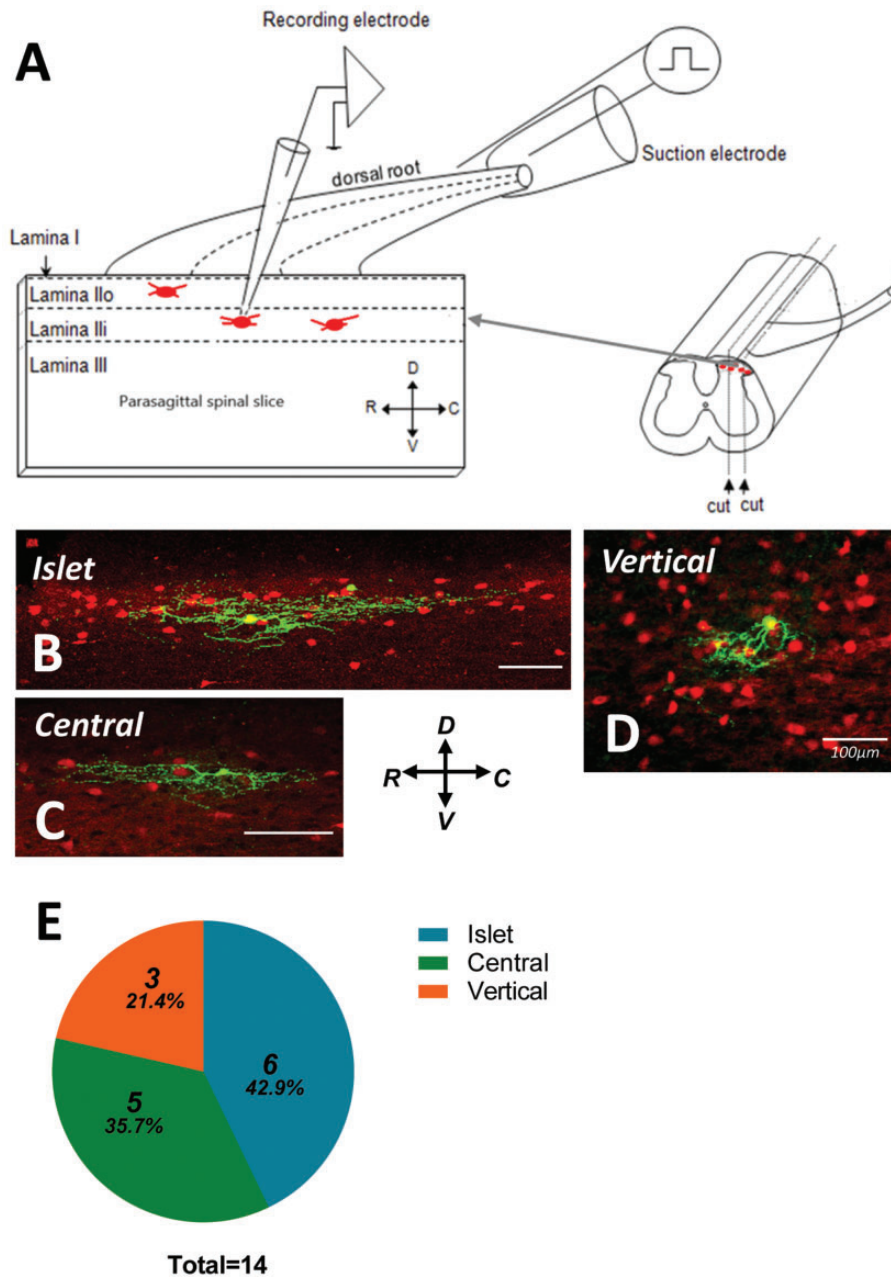 A
Recording electrode
Suction electrode
dorsal root
Lamina I
Lamina IIo
Lamina IIi
Lamina III
Parasagittal spinal slice
D
R
C
V
cut
cut
Islet
B
Vertical
D
100µm
Central
C
D
R
C
V
E
Islet
Central
Vertical
3
21.4%
6
42.9%
5
35.7%
Total=14